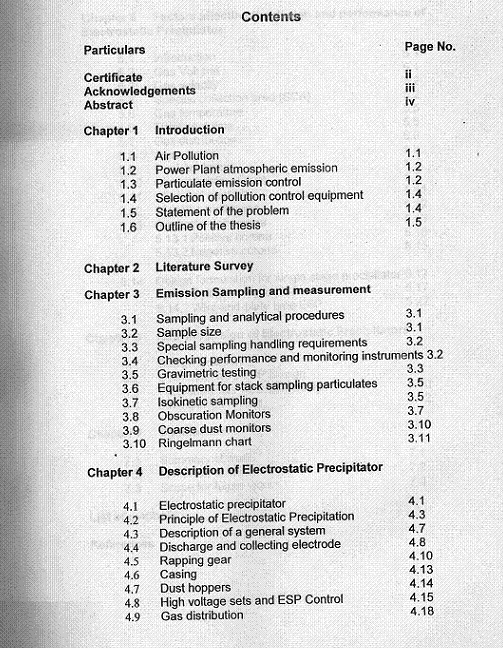 Contents
Particulars Page No.
Certificate ii
Acknowledgements iii
Abstract iv
Chapter 1 Introduction
1.1 Air Pollution 1.1
1.2 Power Plant atmospheric emission 1.2
1.3 Particulate emission control 1.2
1.4 Selection of pollution control equipment 1.4
1.5 Statement of the problem 1.4
1.6 Outline of the thesis 1.5
Chapter 2 Literature Survey
Chapter 3 Emission Sampling and measurement
3.1 Sampling and analytical procedures 3.1
3.2 Sample size 3.1
3.3 Special sampling handling requirements 3.2
3.4 Checking performance and monitoring instruments 3.2
3.5 Gravimetric testing 3.3
3.6 Equipment for stack sampling particulates 3.5
3.7 Isokinetic sampling 3.5
3.8 Obscuration Monitors 3.7
3.9 Coarse dust monitors 3.10
3.10 Ringelmann chart 3.11
Chapter 4 Description of Electrostatic Precipitator
4.1 Electrostatic precipitator 4.1
4.2 Principle of Electrostatic Precipitation 4.3
4.3 Description of a general system 4.7
4.4 Discharge and collecting electrode 4.8
4.5 Rapping gear 4.10
4.6 Casing 4.13
4.7 Dust hoppers 4.14
4.8 High voltage sets and ESP Control 4.15
4.9 Gas distribution 4.18